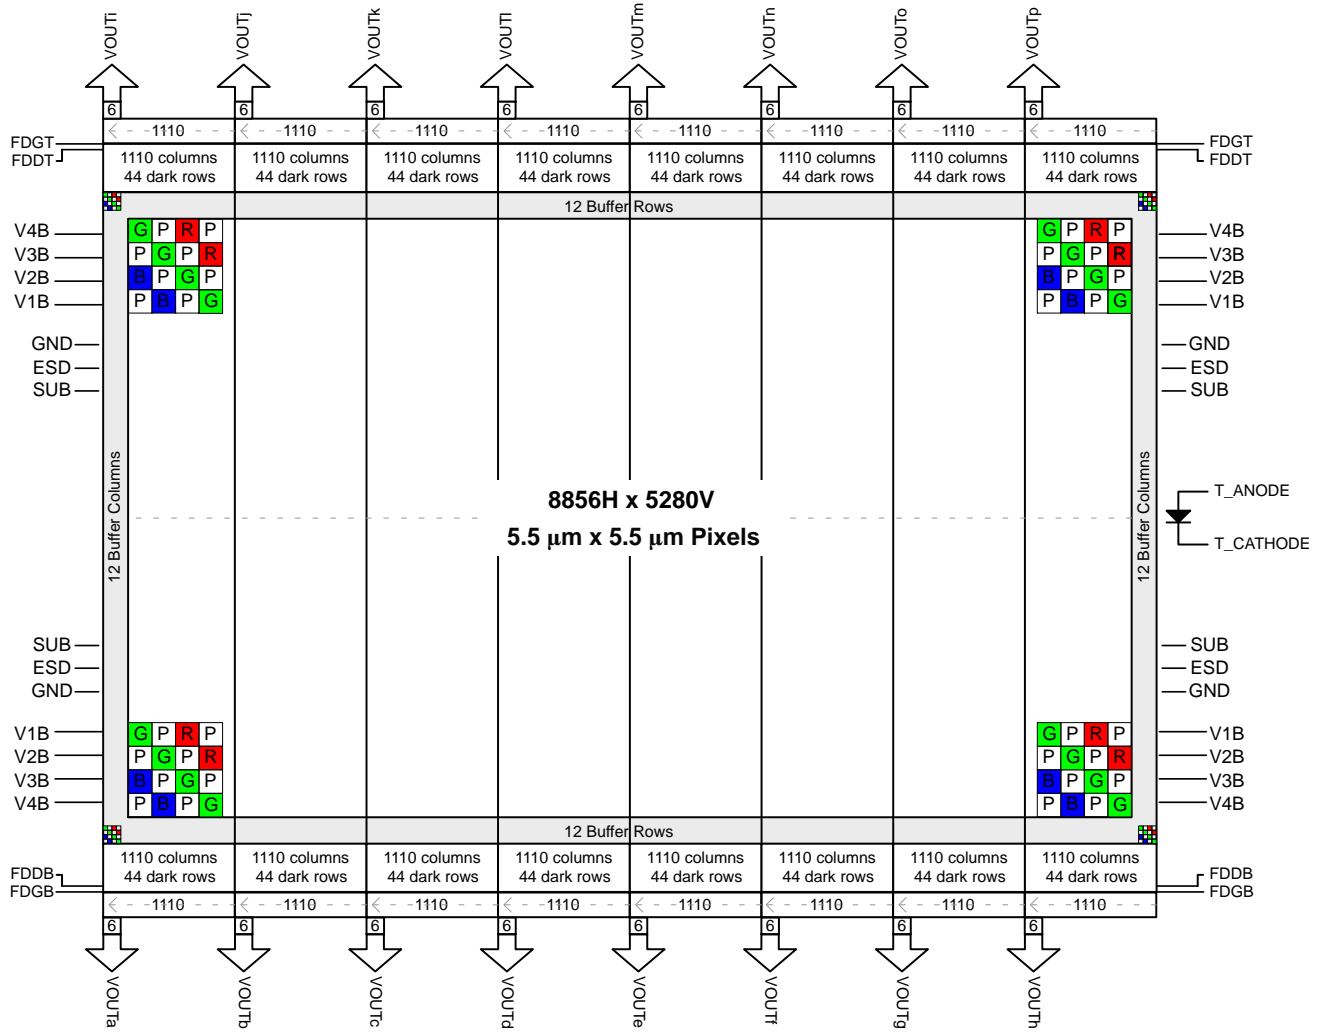 VOUTi VOUTj VOUTk VOUTl VOUTm VOUTn VOUTo VOUTp
6 6 6 6 6 6 6 6
1110 1110 1110 1110 1110 1110 1110 1110
FDGT FDGT
FDDT FDDT
1110 columns 1110 columns 1110 columns 1110 columns 1110 columns 1110 columns 1110 columns 1110 columns
44 dark rows 44 dark rows 44 dark rows 44 dark rows 44 dark rows 44 dark rows 44 dark rows 44 dark rows
12 Buffer Rows
V4B G P R P G P R P V4B
V3B P G P R P G P R V3B
V2B B P G P B P G P V2B
V1B P B P G P B P G V1B
GND GND
ESD ESD
SUB SUB
12 Buffer Columns
12 Buffer Columns
8856H x 5280V
5.5 µm x 5.5 µm Pixels
T_ANODE
T_CATHODE
SUB SUB
ESD ESD
GND GND
V1B G P R P G P R P V1B
V2B P G P R P G P R V2B
V3B B P G P B P G P V3B
V4B P B P G P B P G V4B
12 Buffer Rows
1110 columns 1110 columns 1110 columns 1110 columns 1110 columns 1110 columns 1110 columns 1110 columns
44 dark rows 44 dark rows 44 dark rows 44 dark rows 44 dark rows 44 dark rows 44 dark rows 44 dark rows
FDDB FDDB
FDGB FDGB
1110 1110 1110 1110 1110 1110 1110 1110
6 6 6 6 6 6 6 6
VOUTa VOUTb VOUTc VOUTd VOUTe VOUTf VOUTg VOUTh